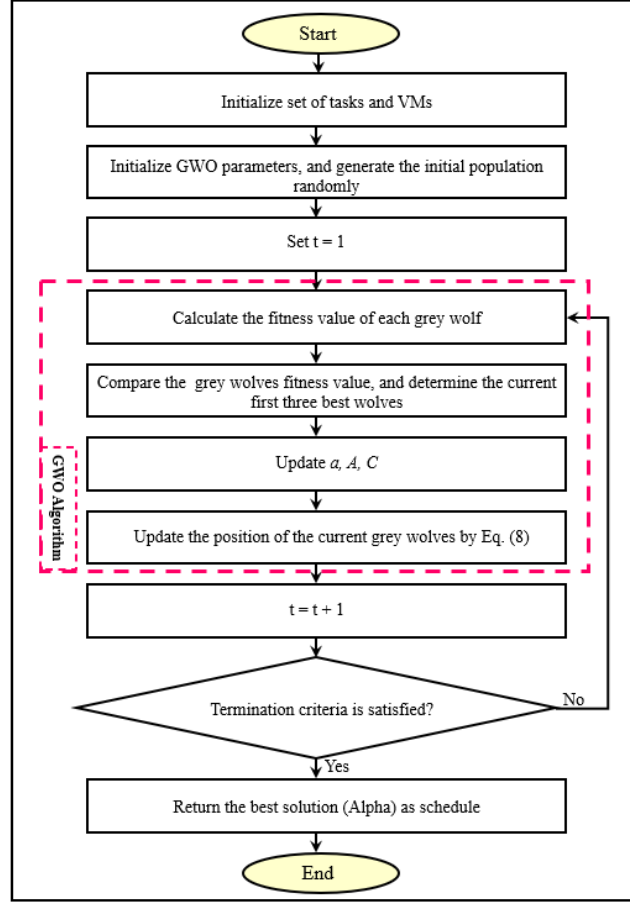 Start
Initialize set of tasks and VMs
Initialize GWO parameters, and generate the initial population
randomly
Set t = 1
Calculate the fitness value of each grey wolf
Compare the grey wolves fitness value, and determine the current
first three best wolves
GWO Algorithm
Update a, A, C
Update the position of the current grey wolves by Eq. (8)
t = t + 1
Termination criteria is satisfied?
No
Yes
Return the best solution (Alpha) as schedule
End